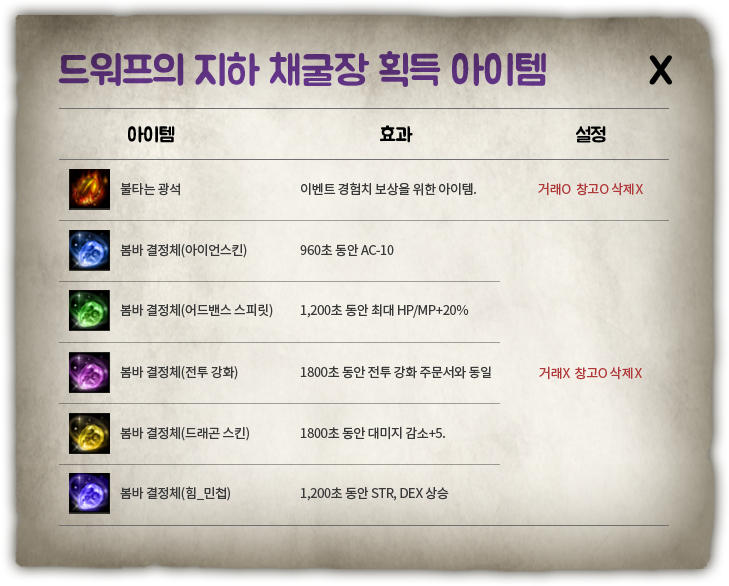 드워프의 지하 채굴장 획득 아이템 X
아이템 효과 설정
불타는 광석 이벤트 경험치 보상을 위한 아이템. 거래O 창고O 삭제X
봄바 결정체(아이언스킨) 960초 동안 AC-10
봄바 결정체(어드밴스 스피릿) 1,200초 동안 최대 HP/MP+20%
봄바 결정체(전투 강화) 1800초 동안 전투 강화 주문서와 동일 거래X 창고O 삭제X
봄바 결정체(드래곤 스킨) 1800초 동안 대미지 감소+5.
봄바 결정체(힘_민첩) 1,200초 동안 STR, DEX 상승